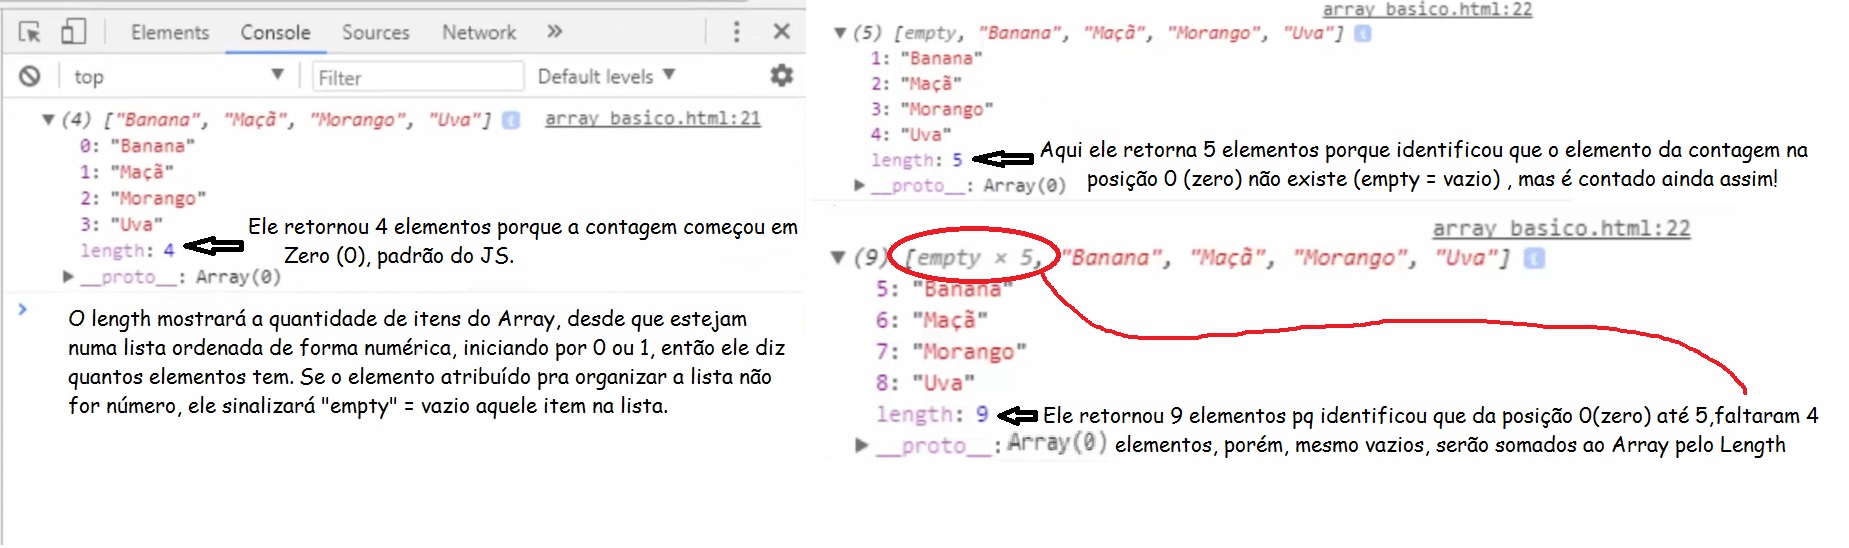 Elements Console Sources Network »
top Filter Default levels ▼
▼(4) ["Banana", "Maçã", "Morango", "Uva"] i array basico.html:21
0: "Banana"
1: "Maçã"
2: "Morango"
3: "Uva"
length: 4
▶__proto__: Array(0)
Ele retornou 4 elementos porque a contagem começou em
Zero (0), padrão do JS.
>
O length mostrará a quantidade de itens do Array, desde que estejam
numa lista ordenada de forma numérica, iniciando por 0 ou 1, então ele diz
quantos elementos tem. Se o elemento atribuído pra organizar a lista não
for número, ele sinalizará "empty" = vazio aquele item na lista.
array basico.html:22
▼(5) [empty, "Banana", "Maçã", "Morango", "Uva"] i
1: "Banana"
2: "Maçã"
3: "Morango"
4: "Uva"
length: 5
▶__proto__: Array(0)
Aqui ele retorna 5 elementos porque identificou que o elemento da contagem na
posição 0 (zero) não existe (empty = vazio) , mas é contado ainda assim!
array basico.html:22
▼(9) [empty × 5, "Banana", "Maçã", "Morango", "Uva"] i
5: "Banana"
6: "Maçã"
7: "Morango"
8: "Uva"
length: 9
▶__proto__: Array(0)
Ele retornou 9 elementos pq identificou que da posição 0(zero) até 5,faltaram 4
elementos, porém, mesmo vazios, serão somados ao Array pelo Length